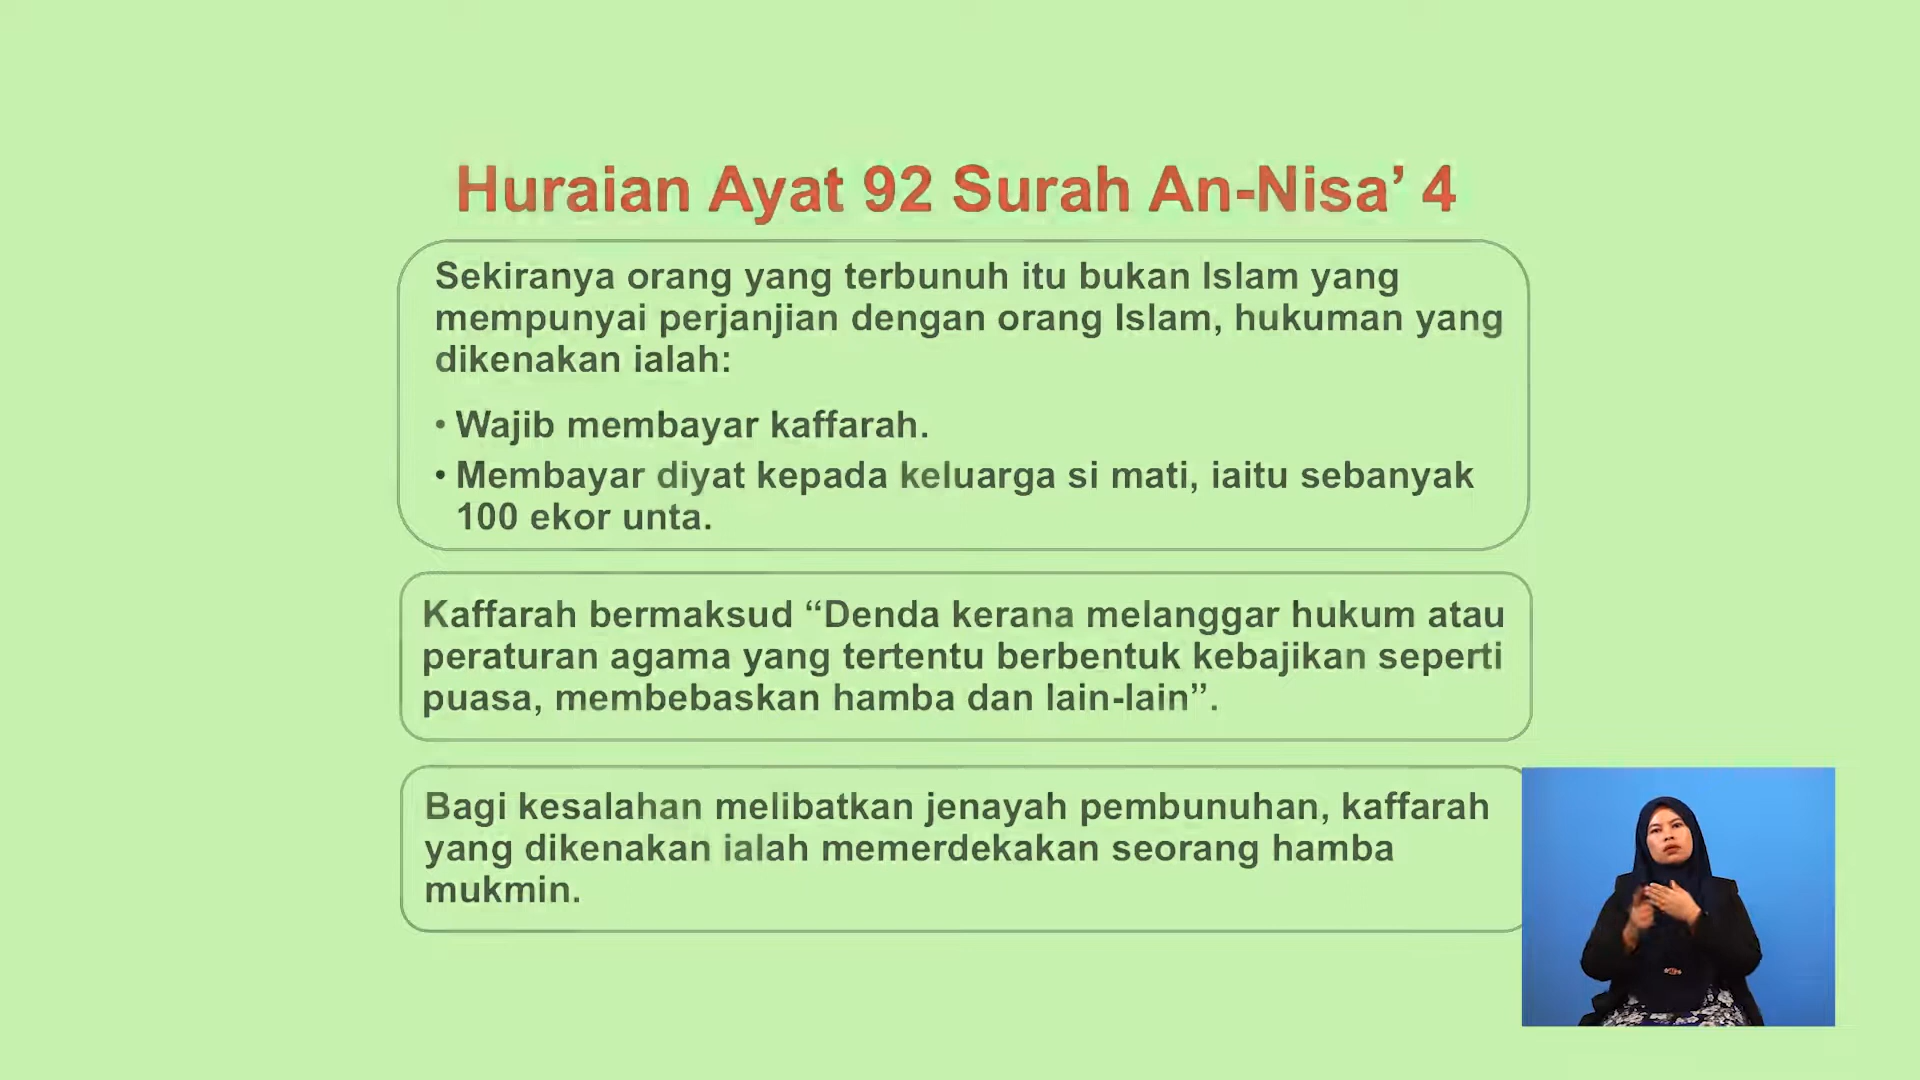 Huraian Ayat 92 Surah An-Nisa’ 4
Sekiranya orang yang terbunuh itu bukan Islam yang
mempunyai perjanjian dengan orang Islam, hukuman yang
dikenakan ialah:
• Wajib membayar kaffarah.
• Membayar diyat kepada keluarga si mati, iaitu sebanyak
100 ekor unta.
Kaffarah bermaksud “Denda kerana melanggar hukum atau
peraturan agama yang tertentu berbentuk kebajikan seperti
puasa, membebaskan hamba dan lain-lain”.
Bagi kesalahan melibatkan jenayah pembunuhan, kaffarah
yang dikenakan ialah memerdekakan seorang hamba
mukmin.